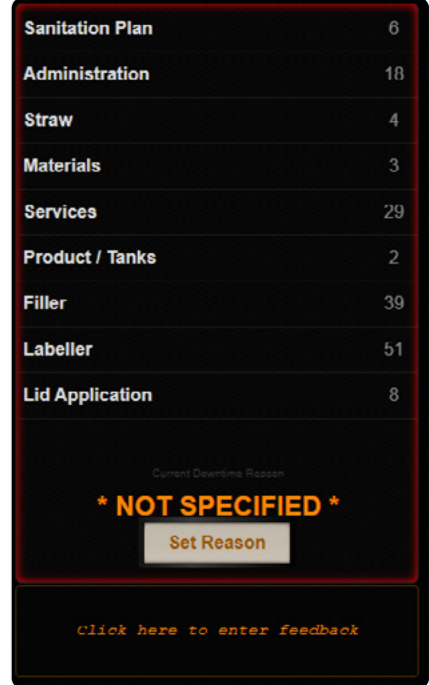 Sanitation Plan 6
Administration 18
Straw 4
Materials 3
Services 29
Product / Tanks 2
Filler 39
Labeller 51
Lid Application 8
Current Downtime Reason
* NOT SPECIFIED *
Set Reason
Click here to enter feedback